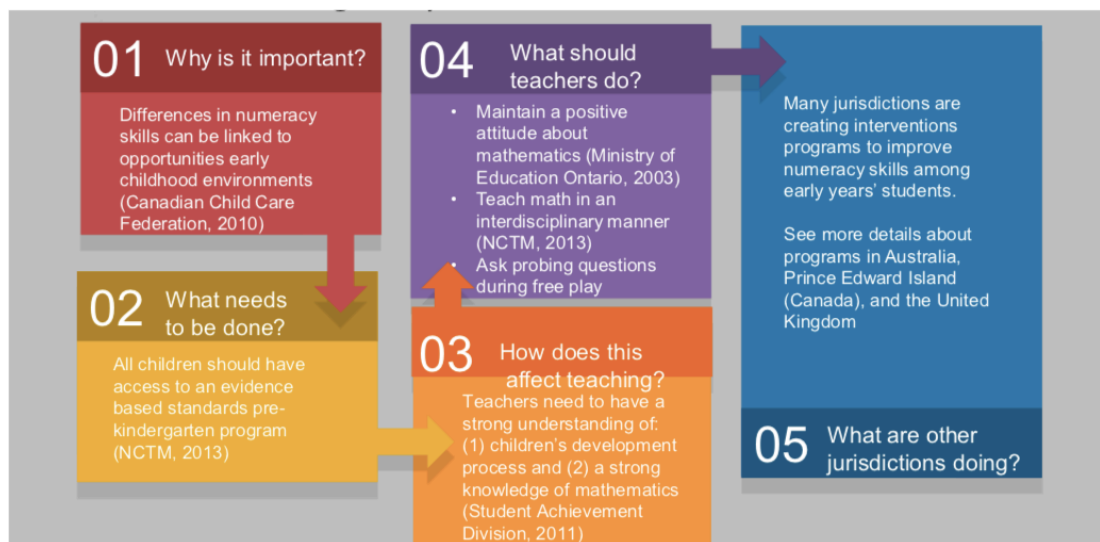 01
Why is it important?
Differences in numeracy
skills can be linked to
opportunities early
childhood environments
(Canadian Child Care
Federation, 2010)
02
What needs
to be done?
All children should have
access to an evidence
based standards pre-
kindergarten program
(NCTM, 2013)
03
How does this
affect teaching?
Teachers need to have a
strong understanding of:
(1) children's development
process and (2) a strong
knowledge of mathematics
(Student Achievement
Division, 2011)
04
What should
teachers do?
• Maintain a positive
attitude about
mathematics (Ministry of
Education Ontario, 2003)
• Teach math in an
interdisciplinary manner
(NCTM, 2013)
• Ask probing questions
during free play
Many jurisdictions are
creating interventions
programs to improve
numeracy skills among
early years' students.
See more details about
programs in Australia,
Prince Edward Island
(Canada), and the United
Kingdom
05
What are other
jurisdictions doing?